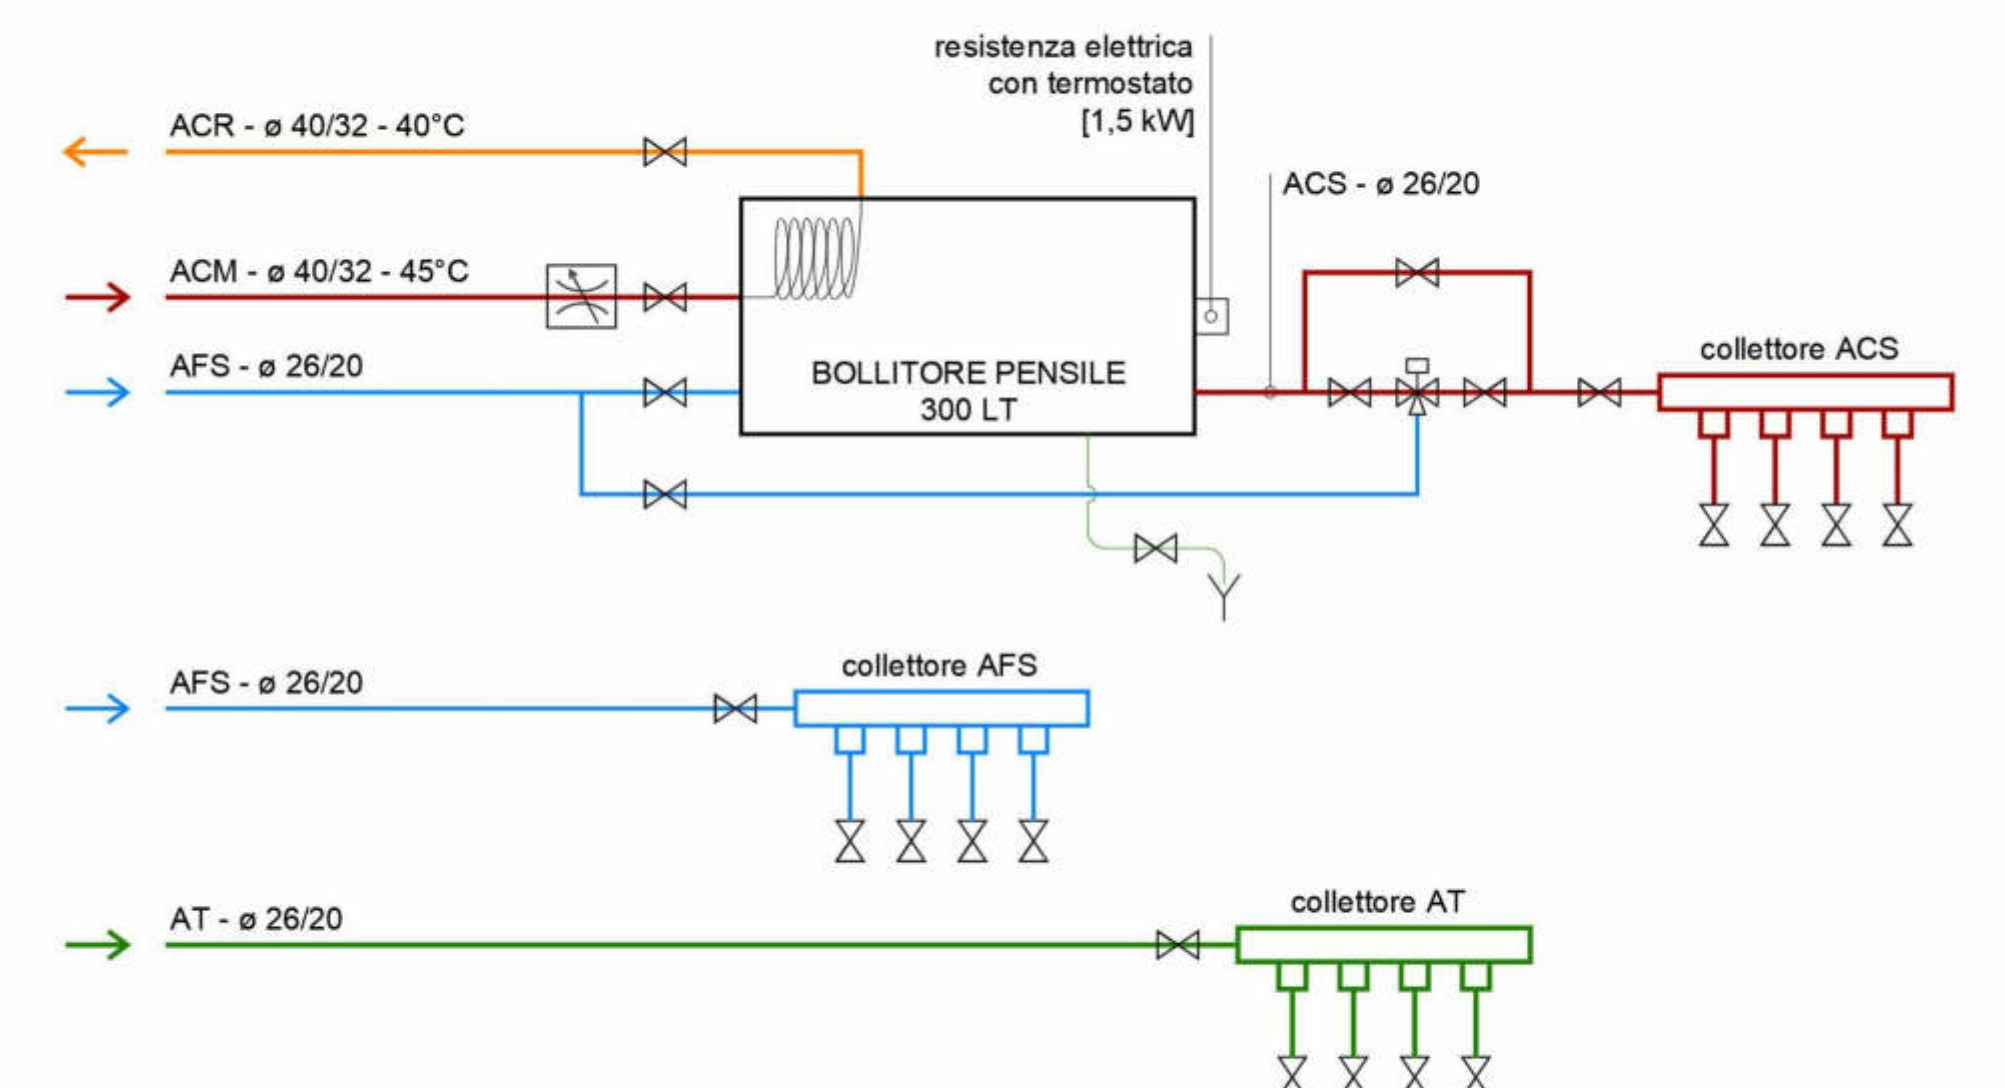 resistenza elettrica
con termostato
[1,5 kW]
ACR - ø 40/32 - 40°C
ACS - ø 26/20
ACM - ø 40/32 - 45°C
collettore ACS
AFS - ø 26/20
BOLLITORE PENSILE
300 LT
collettore AFS
AFS - ø 26/20
collettore AT
AT - ø 26/20